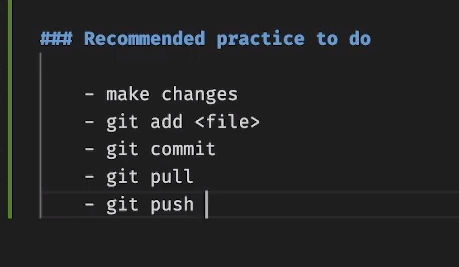 ### Recommended practice to do
- make changes
- git add <file>
- git commit
- git pull
- git push